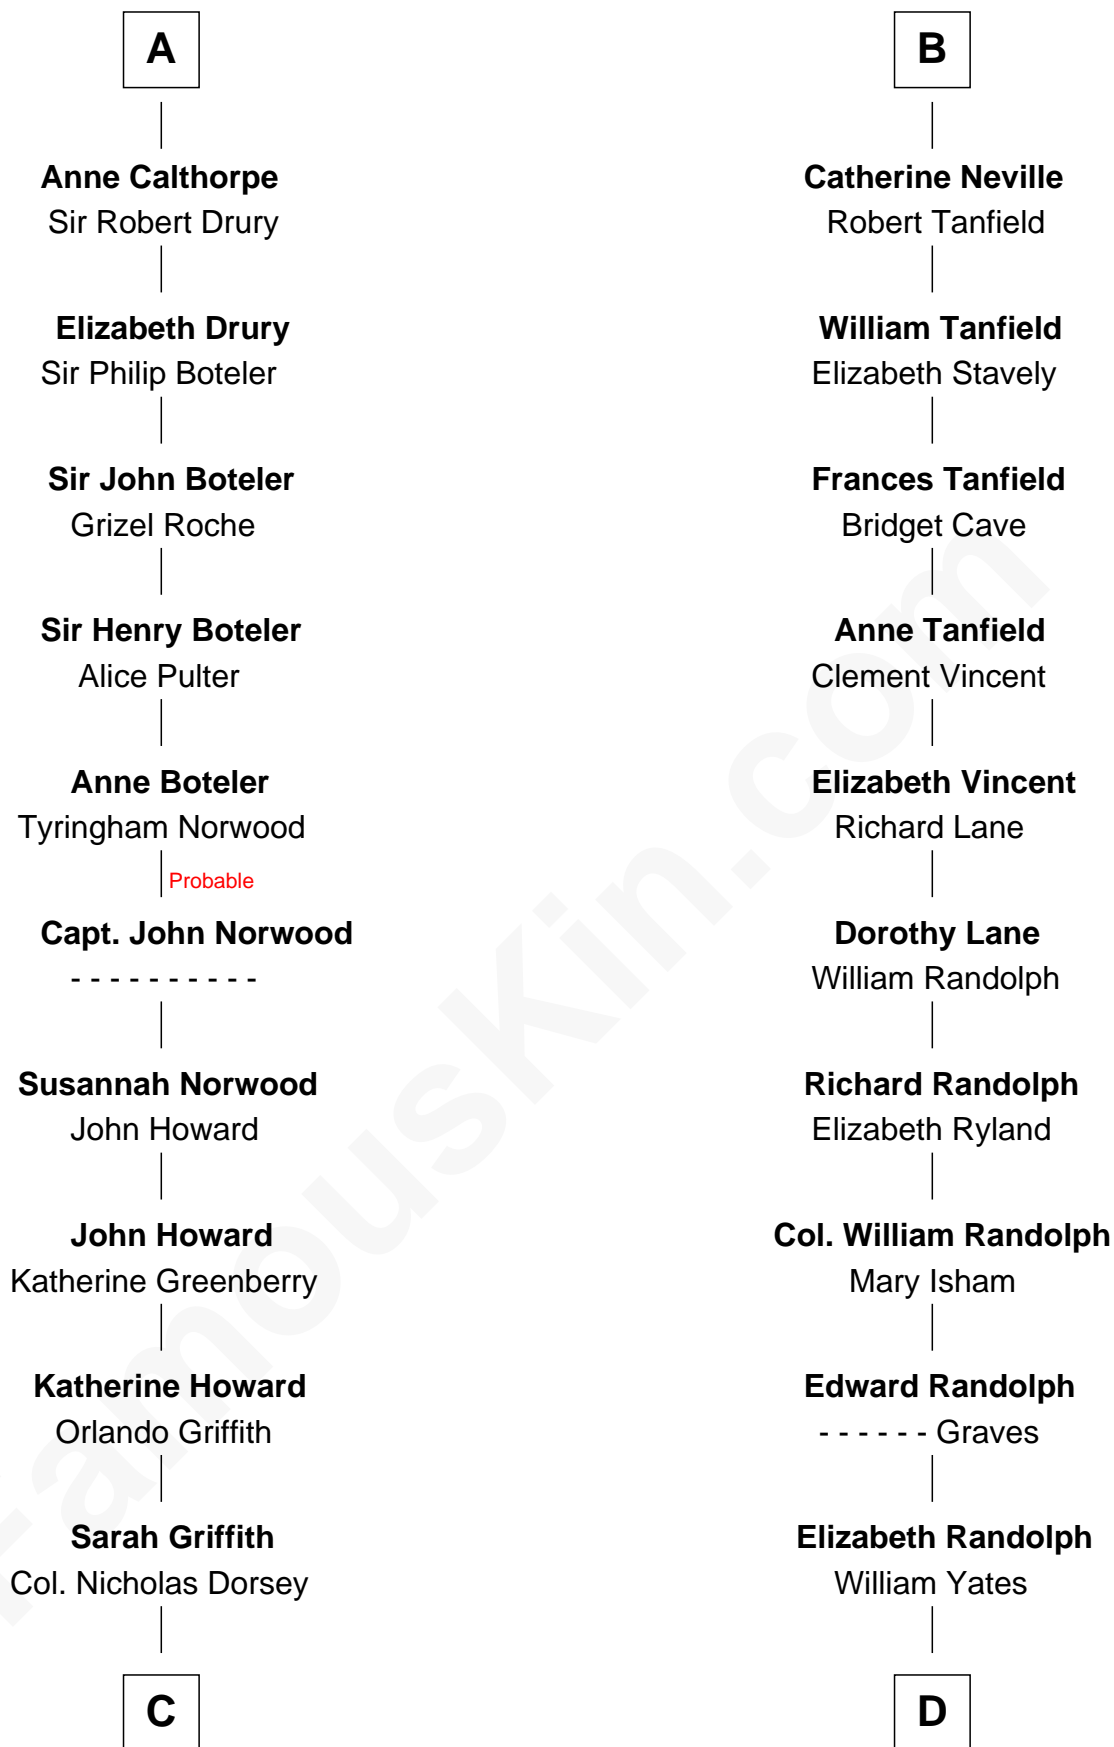 A
Anne Calthorpe
Sir Robert Drury
Elizabeth Drury
Sir Philip Boteler
Sir John Boteler
Grizel Roche
Sir Henry Boteler
Alice Pulter
Anne Boteler
Tyringham Norwood
Probable
Capt. John Norwood
- - - - - - - - - -
Susannah Norwood
John Howard
John Howard
Katherine Greenberry
Katherine Howard
Orlando Griffith
Sarah Griffith
Col. Nicholas Dorsey
C
B
Catherine Neville
Robert Tanfield
William Tanfield
Elizabeth Stavely
Frances Tanfield
Bridget Cave
Anne Tanfield
Clement Vincent
Elizabeth Vincent
Richard Lane
Dorothy Lane
William Randolph
Richard Randolph
Elizabeth Ryland
Col. William Randolph
Mary Isham
Edward Randolph
- - - - - - Graves
Elizabeth Randolph
William Yates
D
FamousKin.com